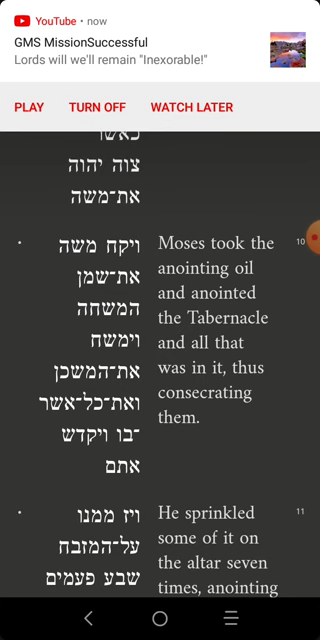 YouTube • now
GMS MissionSuccessful
Lords will we'll remain "Inexorable!"
PLAY TURN OFF WATCH LATER
כאשר
צוה יהוה
את־משה
ויקח משה
את־שמן
המשחה
וימשח
את־המשכן
ואת־כל־אשר
־בו ויקדש
אתם
Moses took the
anointing oil
and anointed
the Tabernacle
and all that
was in it, thus
consecrating
them.
10
ויז ממנו
על־המזבח
שבע פעמים
He sprinkled
some of it on
the altar seven
times, anointing
11